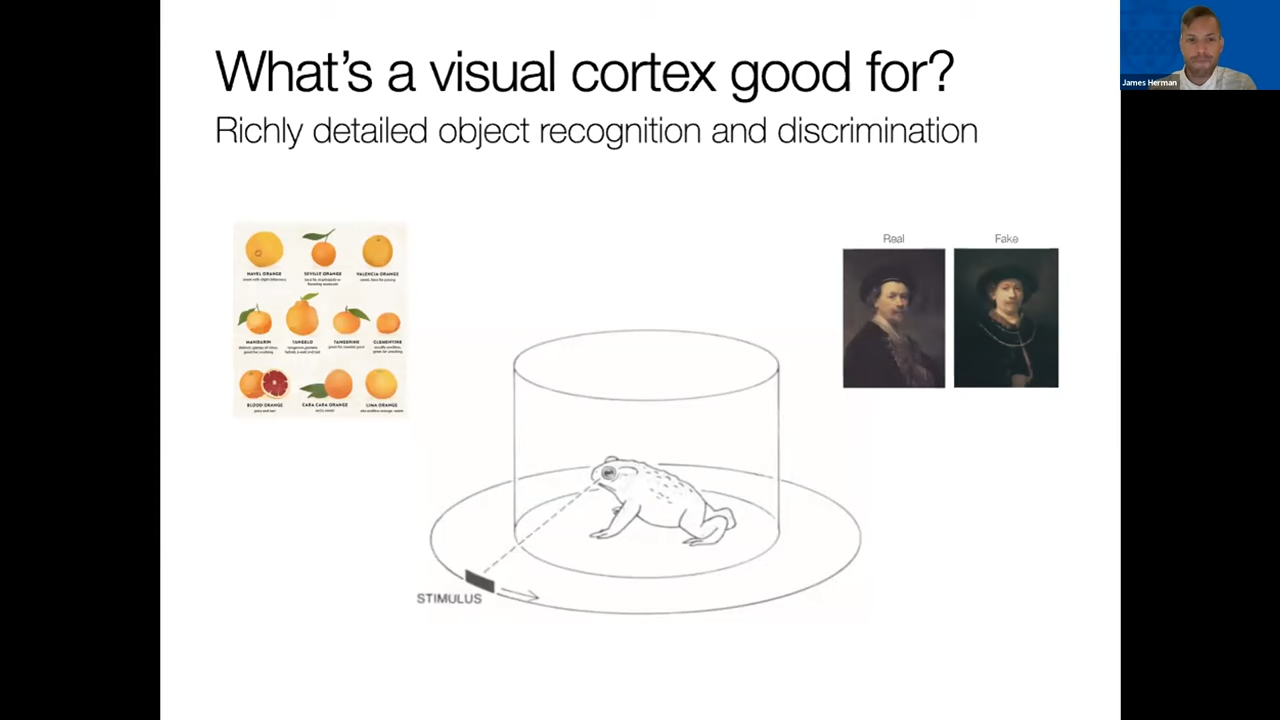 What's a visual cortex good for?
Richly detailed object recognition and discrimination
James Herman
NAVEL ORANGE
SEVILLE ORANGE
VALENCIA ORANGE
MANDARIN
TANGELO
TANGERINE
CLEMENTINE
BLOOD ORANGE
CARA CARA ORANGE
LIMA ORANGE
Real
Fake
STIMULUS